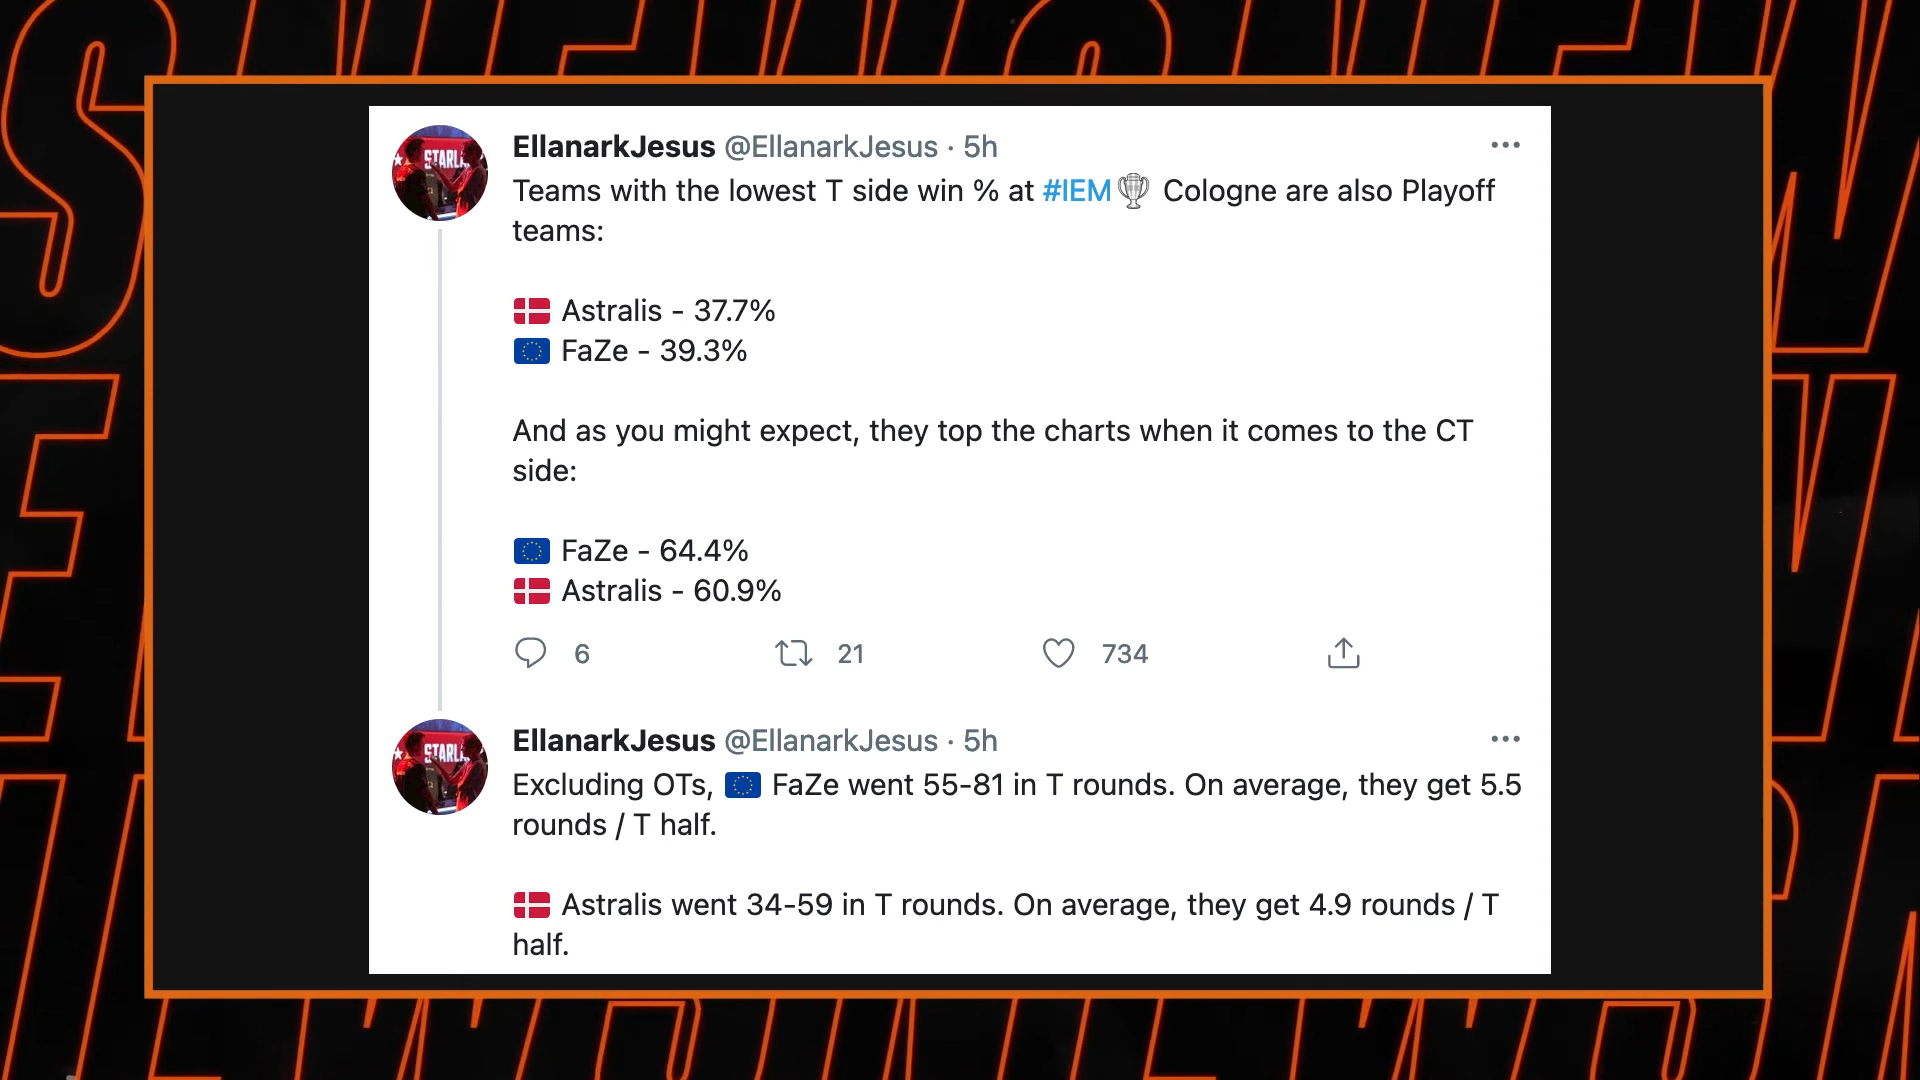 EllanarkJesus @EllanarkJesus · 5h
Teams with the lowest T side win % at #IEM🏆 Cologne are also Playoff
teams:
🇩🇰 Astralis - 37.7%
🇪🇺 FaZe - 39.3%
And as you might expect, they top the charts when it comes to the CT
side:
🇪🇺 FaZe - 64.4%
🇩🇰 Astralis - 60.9%
6 21 734
EllanarkJesus @EllanarkJesus · 5h
Excluding OTs, 🇪🇺 FaZe went 55-81 in T rounds. On average, they get 5.5
rounds / T half.
🇩🇰 Astralis went 34-59 in T rounds. On average, they get 4.9 rounds / T
half.